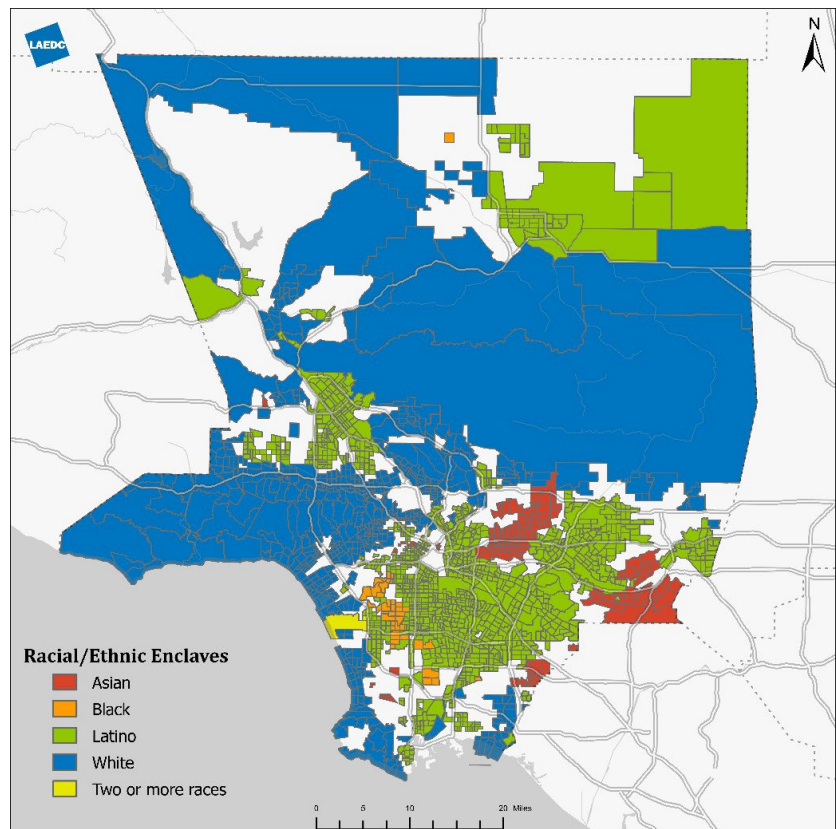 LAEDC
N
Racial/Ethnic Enclaves
Asian
Black
Latino
White
Two or more races
0 5 10 20 Miles